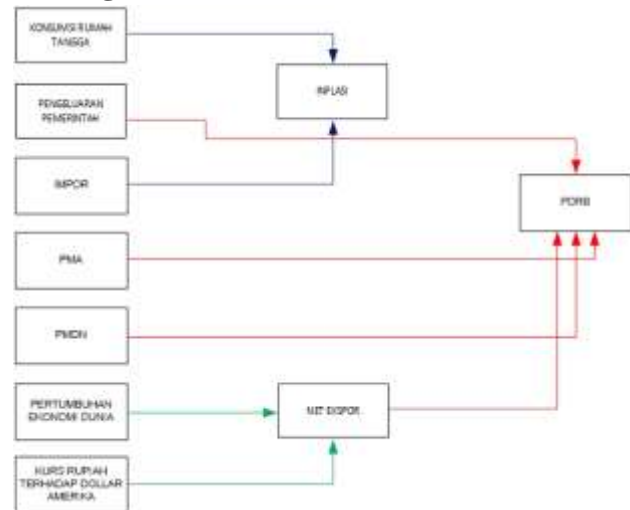 KONSUMSI RUMAH
TANGGA
INFLASI
PENGELUARAN
PEMERINTAH
IMPOR
PDRB
PMA
PMDN
PERTUMBUHAN
EKONOMI DUNIA
NET EKSPOR
KURS RUPIAH
TERHADAP DOLLAR
AMERIKA